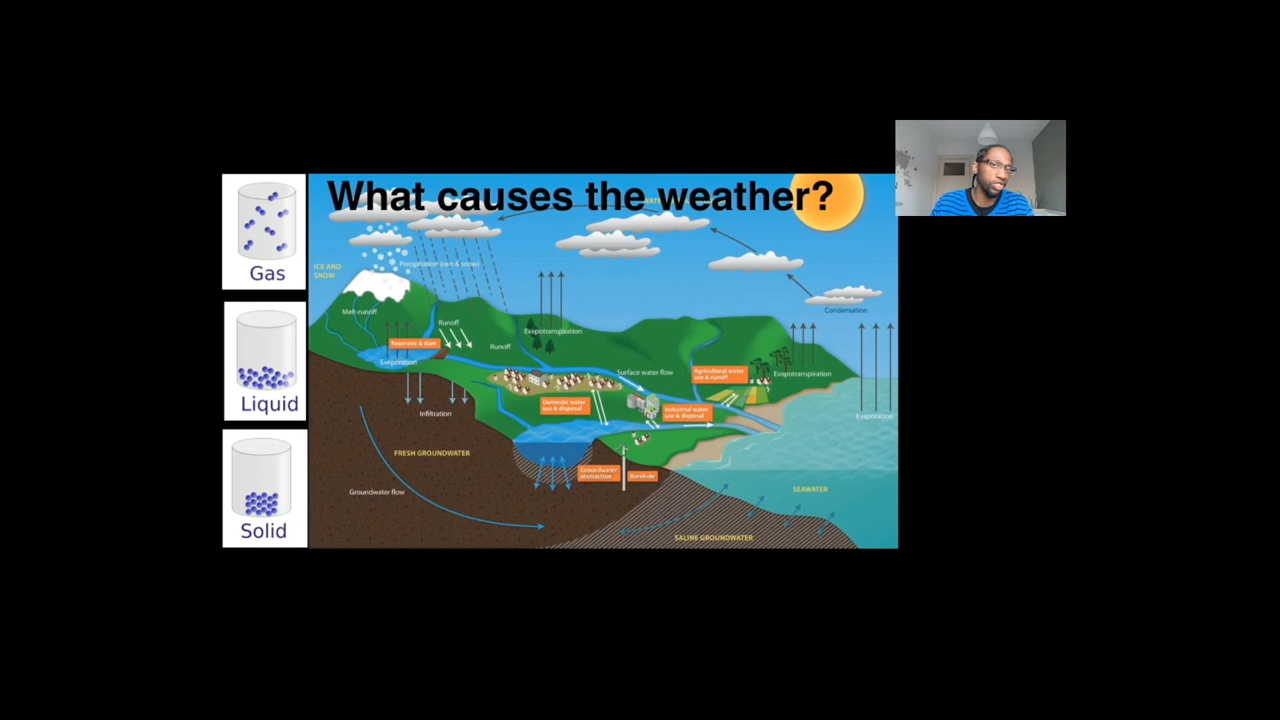 What causes the weather?
Gas
Liquid
Solid
ICE AND
SNOW
Precipitation (rain & snow)
Condensation
Melt-runoff
Runoff
Runoff
Evapotranspiration
Reservoir & dam
Evaporation
Surface water flow
Agricultural water
use & runoff
Evapotranspiration
Infiltration
Domestic water
use & disposal
Industrial water
use & disposal
Evaporation
FRESH GROUNDWATER
Groundwater
abstraction
Borehole
Groundwater flow
SEAWATER
SALINE GROUNDWATER